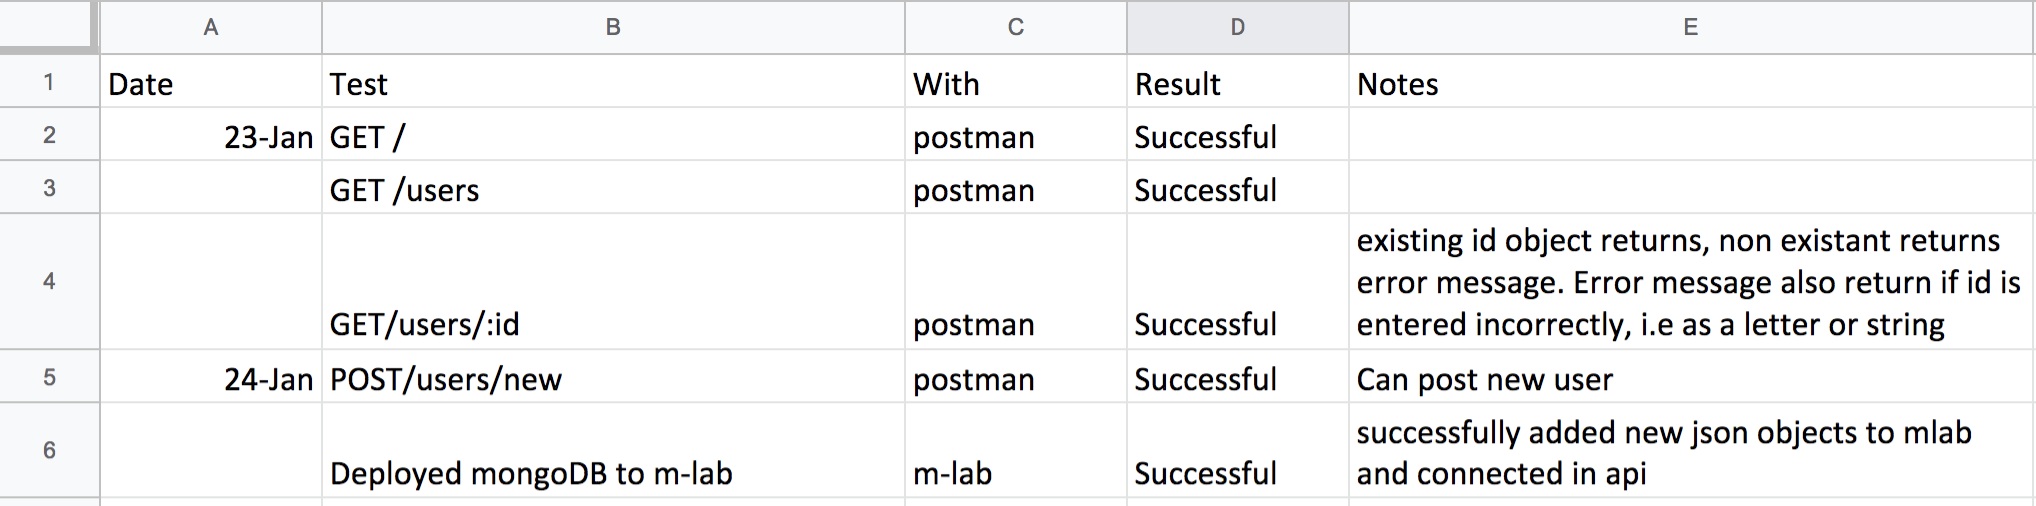 A B C D E
1 Date Test With Result Notes
2 23-Jan GET / postman Successful
3 GET /users postman Successful
existing id object returns, non existant returns
4 error message. Error message also return if id is
GET/users/:id postman Successful entered incorrectly, i.e as a letter or string
5 24-Jan POST/users/new postman Successful Can post new user
6 successfully added new json objects to mlab
Deployed mongoDB to m-lab m-lab Successful and connected in api